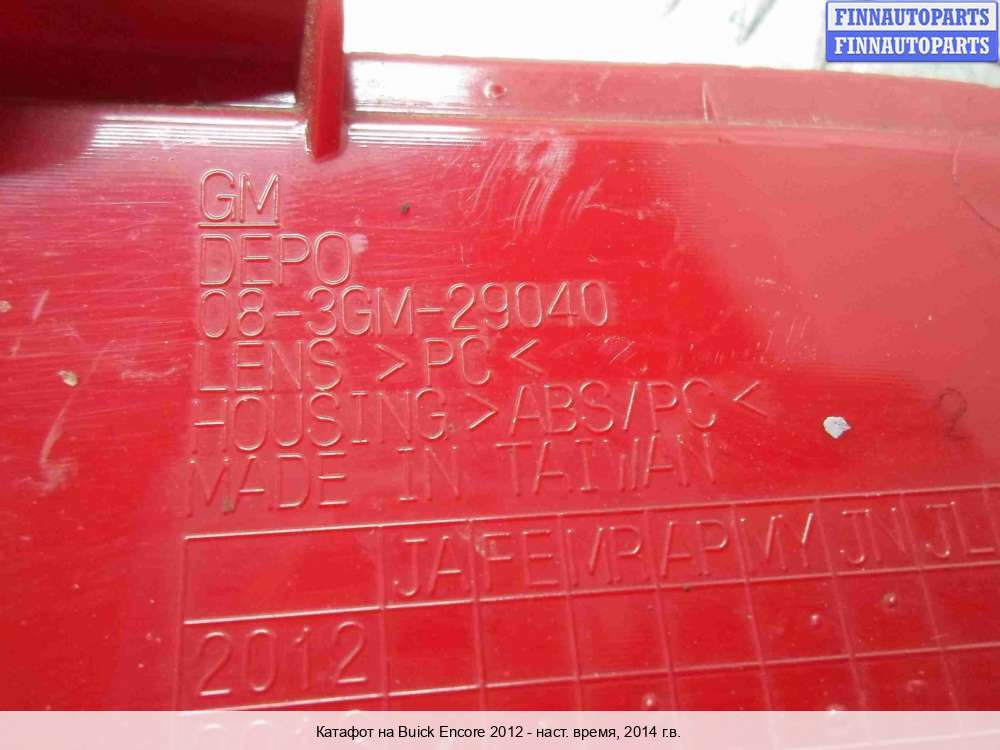 FINNAUTOPARTS
FINNAUTOPARTS
GM
DEPO
08-3GM-29040
LENS >PC<
HOUSING>ABS/PC<
MADE IN TAIWAN
JA FE MR AP MY JN JL
2012
2
Катафот на Buick Encore 2012 - наст. время, 2014 г.в.